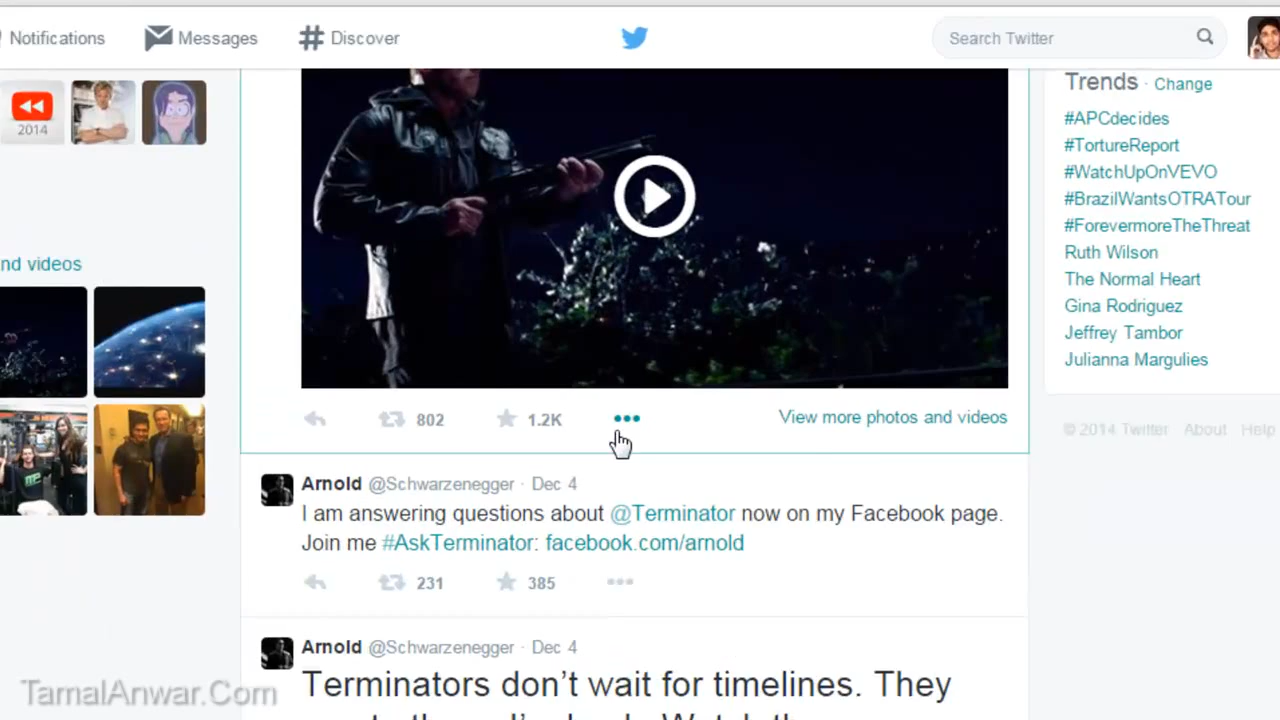 Notifications
Messages
Discover
Search Twitter
2014
nd videos
802
1.2K
View more photos and videos
Arnold @Schwarzenegger · Dec 4
I am answering questions about @Terminator now on my Facebook page.
Join me #AskTerminator: facebook.com/arnold
231
385
Arnold @Schwarzenegger · Dec 4
Terminators don’t wait for timelines. They
Trends · Change
#APCdecides
#TortureReport
#WatchUpOnVEVO
#BrazilWantsOTRATour
#ForevermoreTheThreat
Ruth Wilson
The Normal Heart
Gina Rodriguez
Jeffrey Tambor
Julianna Margulies
© 2014 Twitter About Help
TamalAnwar.Com